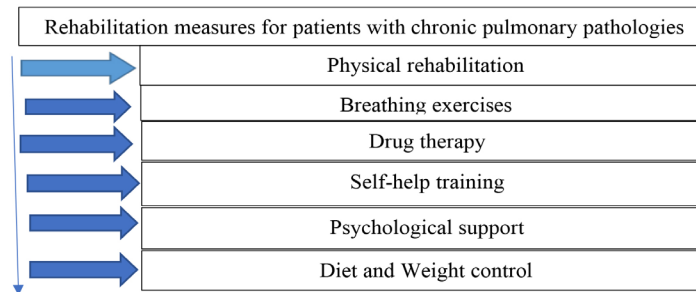 Rehabilitation measures for patients with chronic pulmonary pathologies
Physical rehabilitation
Breathing exercises
Drug therapy
Self-help training
Psychological support
Diet and Weight control